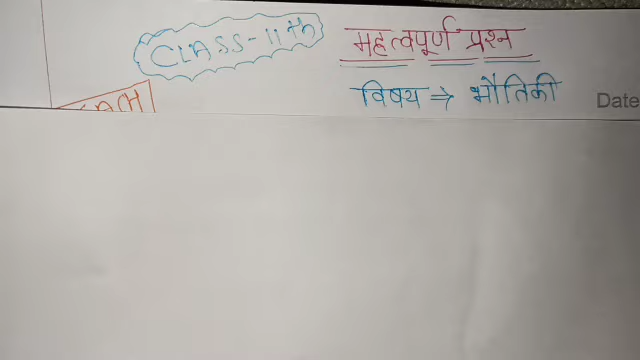 CLASS-11th
महत्वपूर्ण प्रश्न
विषय ⇒ भौतिकी
Date